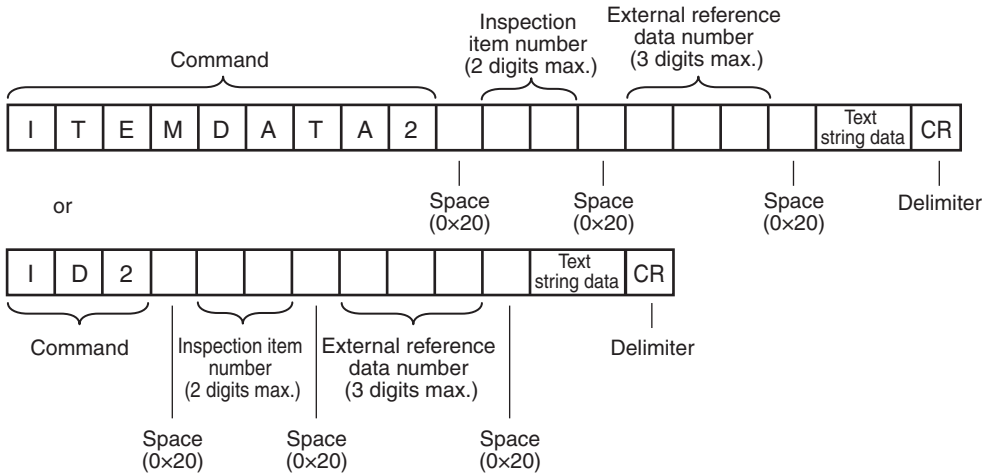 Command
Inspection
item number
(2 digits max.)
External reference
data number
(3 digits max.)
I T E M D A T A 2 Text string data CR
Space
(0×20)
Space
(0×20)
Space
(0×20)
Delimiter
or
I D 2 Text string data CR
Command
Inspection item
number
(2 digits max.)
External reference
data number
(3 digits max.)
Delimiter
Space
(0×20)
Space
(0×20)
Space
(0×20)